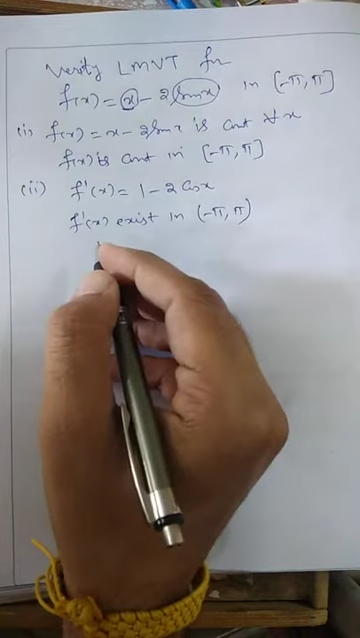 Verify LMVT for
f(x) = x - 2 sin x in [-π, π]
(i) f(x) = x - 2 sin x is cont ∀ x
f(x) is cont in [-π, π]
(ii) f'(x) = 1 - 2 Cos x
f'(x) exist in (-π, π)